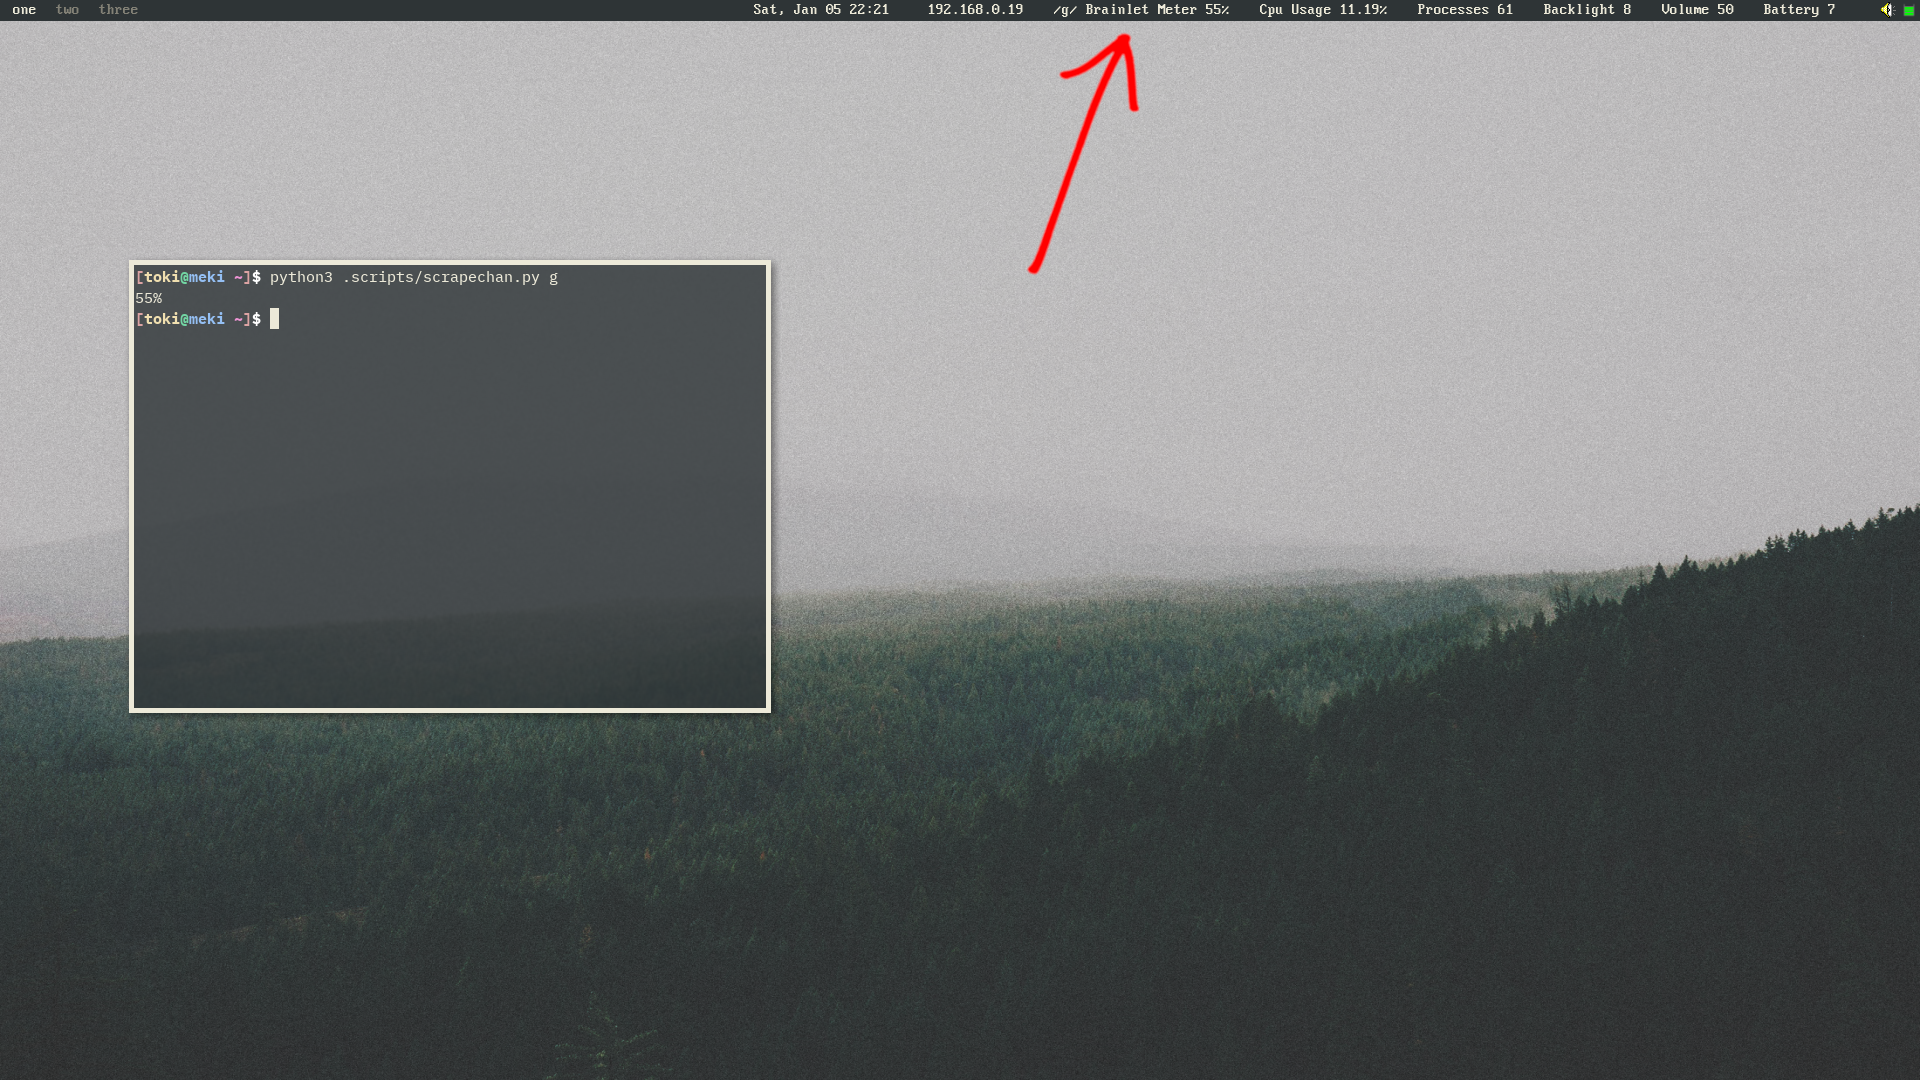 one two three Sat, Jan 05 22:21 192.168.0.19 /g/ Brainlet Meter 55% Cpu Usage 11.19% Processes 61 Backlight 8 Volume 50 Battery 7
[toki@meki ~]$ python3 .scripts/scrapechan.py g
55%
[toki@meki ~]$